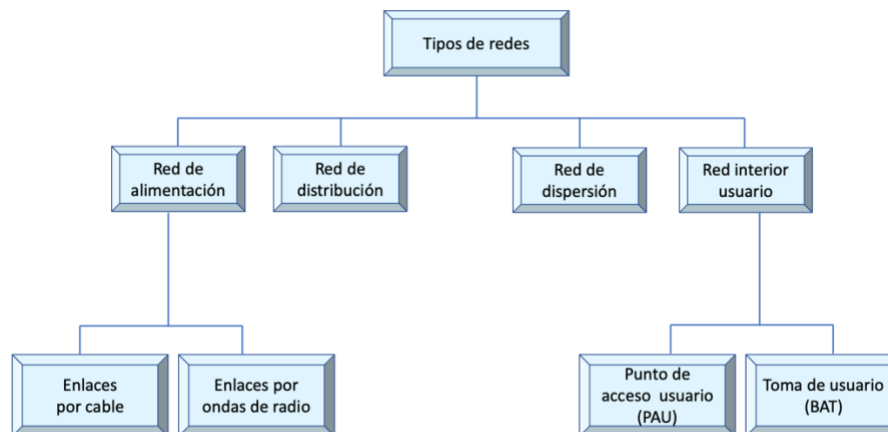 Tipos de redes
Red de
alimentación
Red de
distribución
Red de
dispersión
Red interior
usuario
Enlaces
por cable
Enlaces por
ondas de radio
Punto de
acceso usuario
(PAU)
Toma de usuario
(BAT)